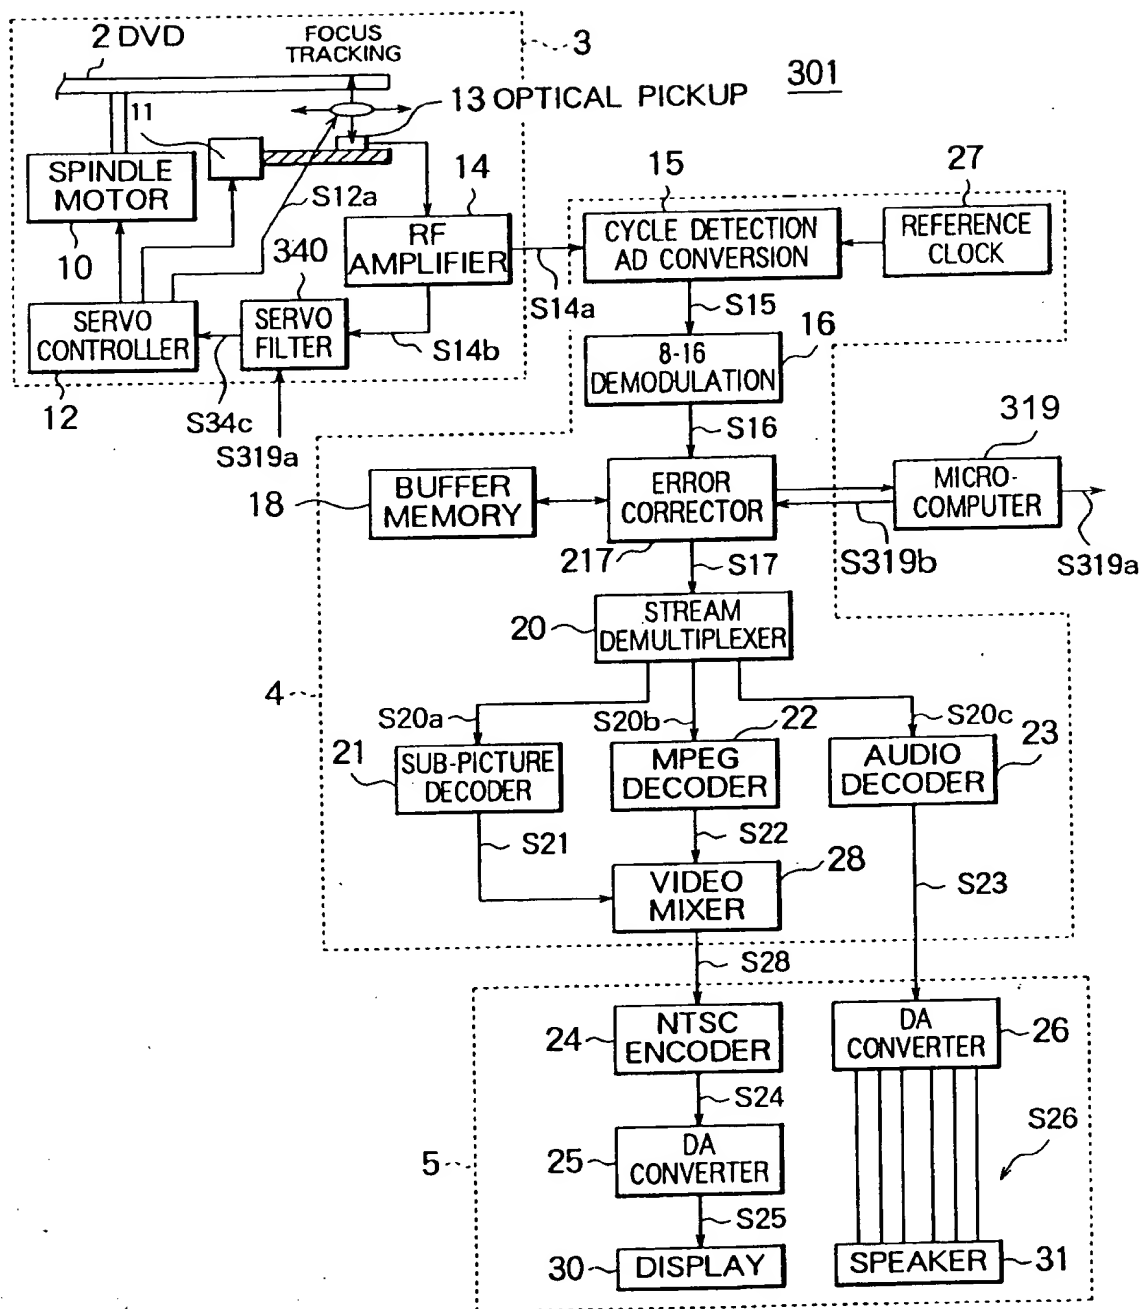 2 DVD
FOCUS
TRACKING
3
301
11
13 OPTICAL PICKUP
SPINDLE
MOTOR
S12a
14
15
27
10
340
RF
AMPLIFIER
CYCLE DETECTION
AD CONVERSION
REFERENCE
CLOCK
S14a
S15
SERVO
CONTROLLER
SERVO
FILTER
S14b
16
8-16
DEMODULATION
12
S34c
S319a
S16
319
18
BUFFER
MEMORY
ERROR
CORRECTOR
MICRO-
COMPUTER
217
S17
S319b
S319a
20
STREAM
DEMULTIPLEXER
4
S20a
S20b
22
S20c
21
SUB-PICTURE
DECODER
MPEG
DECODER
AUDIO
DECODER
23
S21
S22
28
VIDEO
MIXER
S23
S28
24
NTSC
ENCODER
DA
CONVERTER
26
S24
S26
5
25
DA
CONVERTER
S25
30
DISPLAY
SPEAKER
31